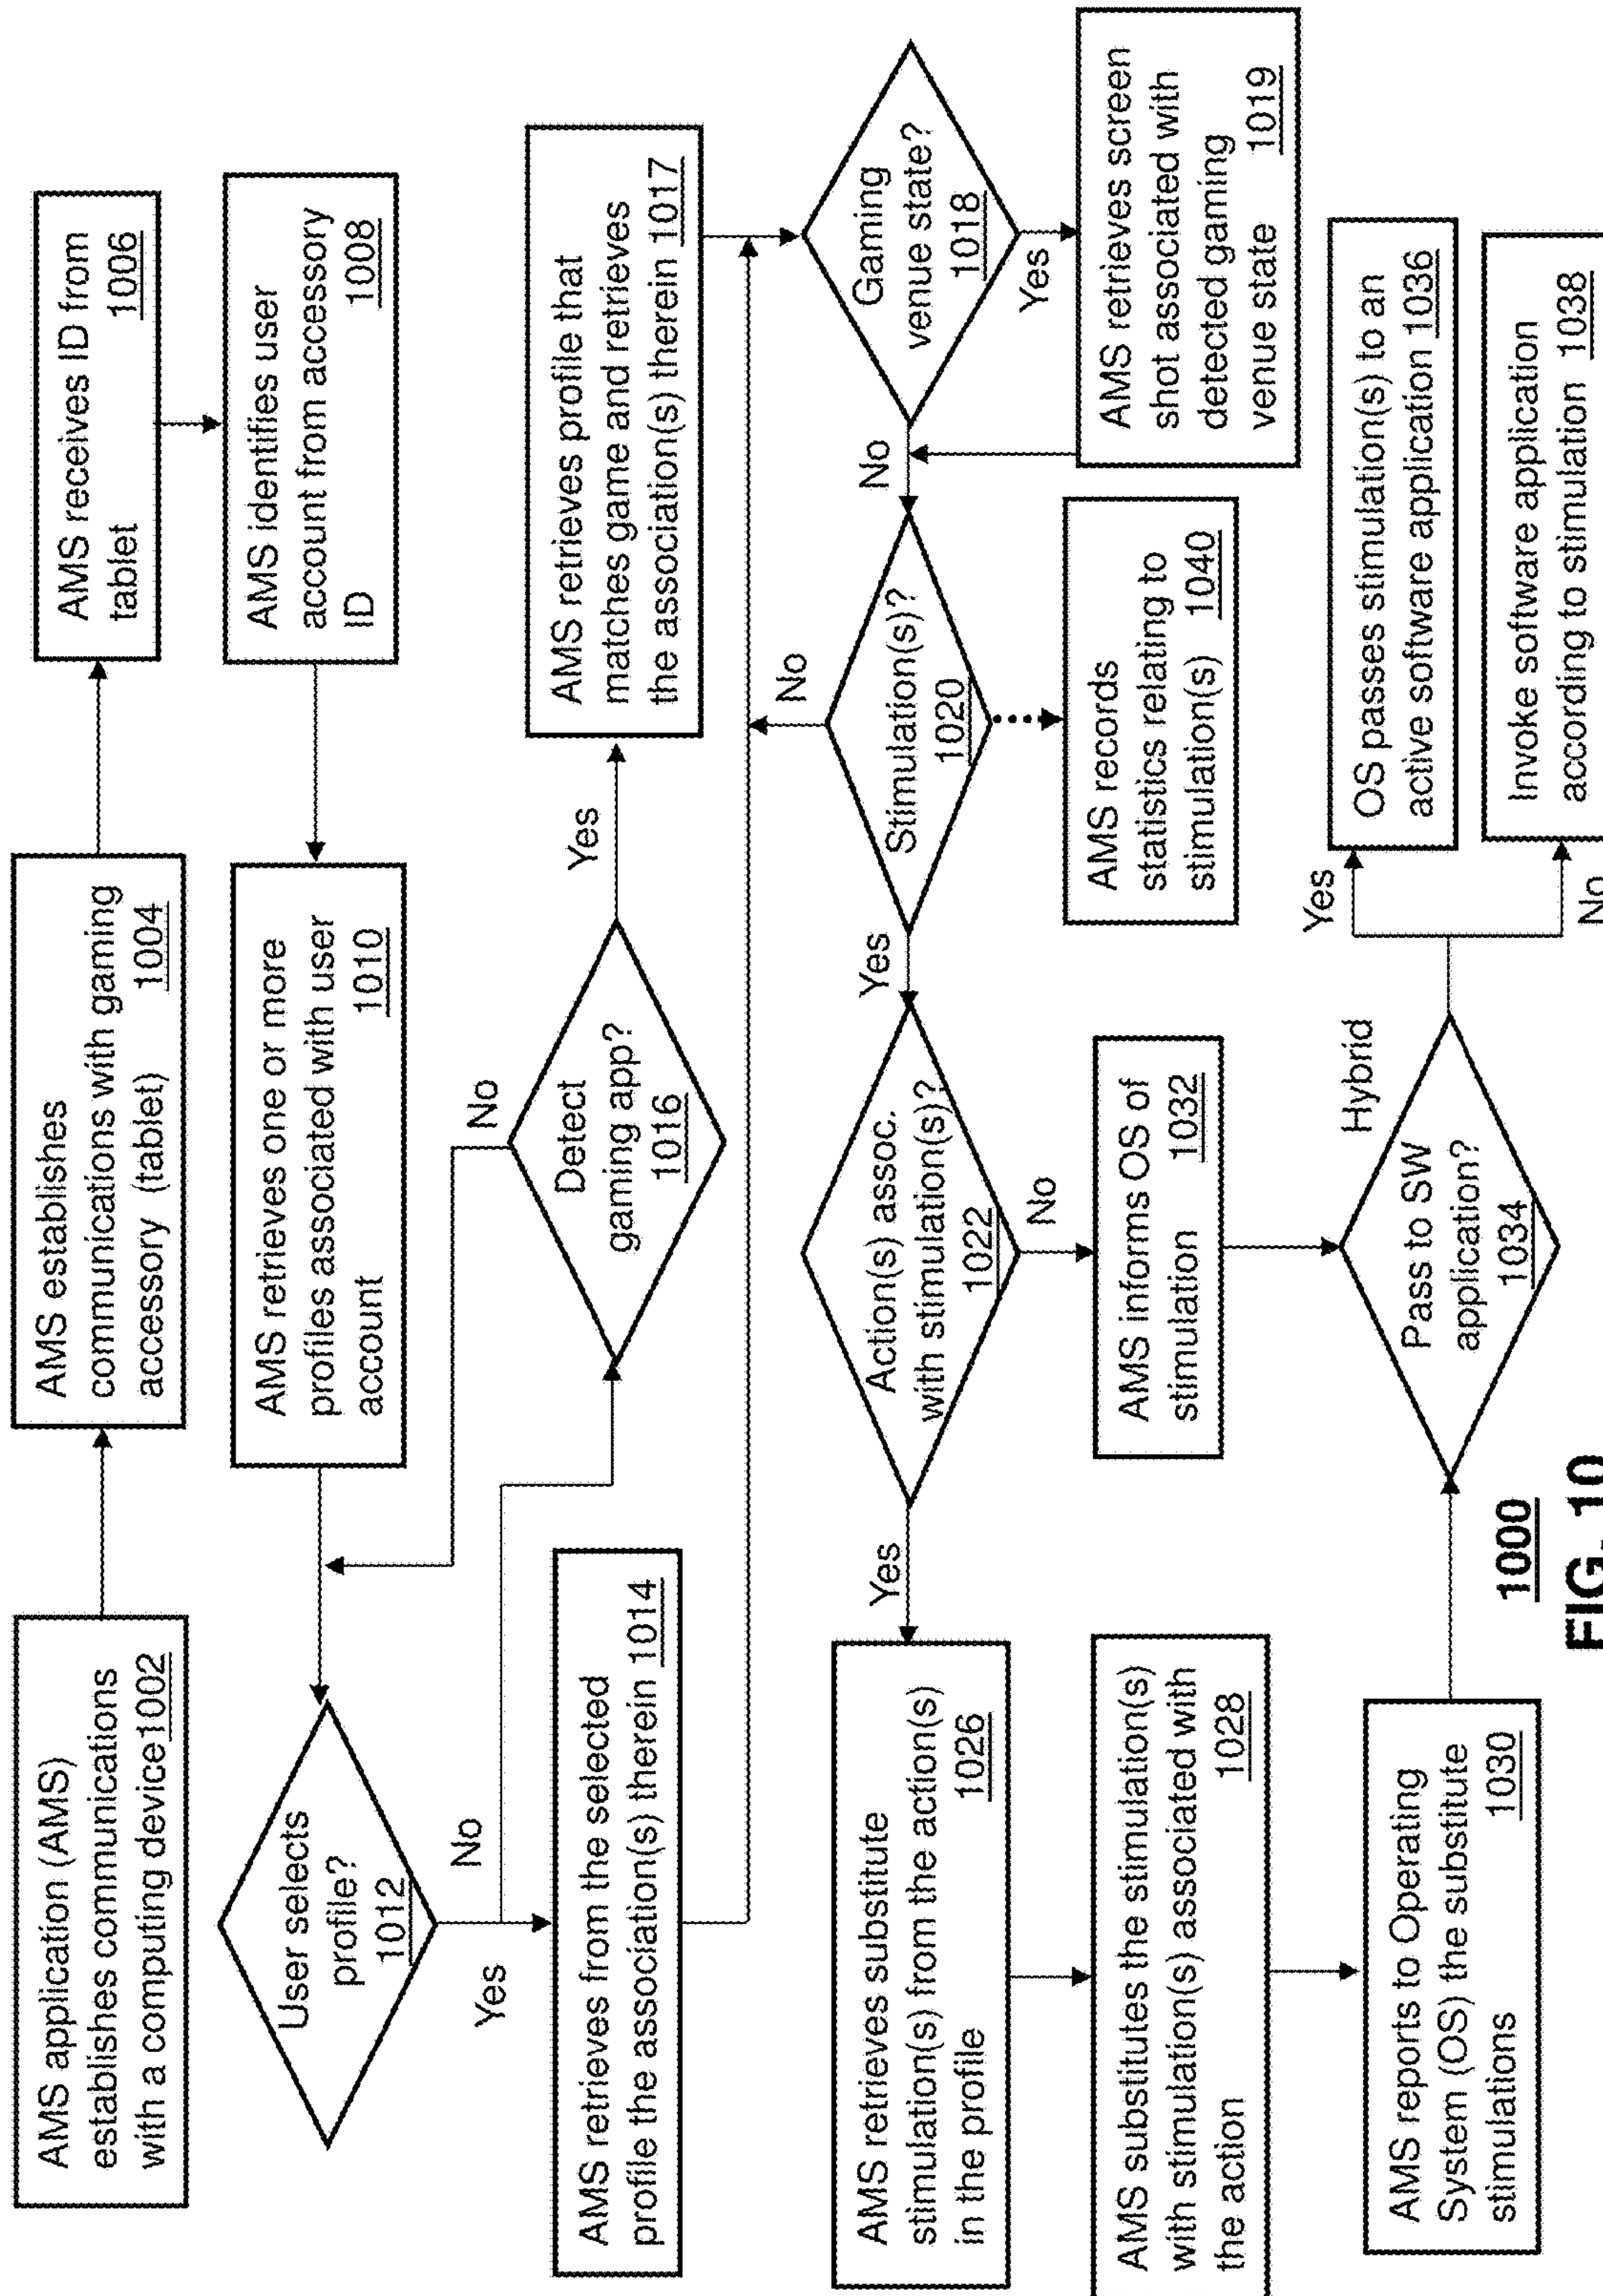 AMS application (AMS)
establishes communications
with a computing device 1002
AMS establishes
communications with gaming
accessory (tablet) 1004
AMS receives ID from
tablet 1006
AMS identifies user
account from accessory
ID 1008
AMS retrieves one or more
profiles associated with user
account 1010
User selects
profile?
1012
No
Yes
AMS retrieves from the selected
profile the association(s) therein 1014
Detect
gaming app?
1016
No
Yes
AMS retrieves profile that
matches game and retrieves
the association(s) therein 1017
Gaming
venue state?
1018
No
Yes
AMS retrieves screen
shot associated with
detected gaming
venue state 1019
Stimulation(s)?
1020
No
Yes
AMS records
statistics relating to
stimulation(s) 1040
Action(s) assoc.
with stimulation(s)?
1022
Yes
No
AMS retrieves substitute
stimulation(s) from the action(s)
in the profile 1026
AMS substitutes the stimulation(s)
with stimulation(s) associated with
the action 1028
AMS reports to Operating
System (OS) the substitute
stimulations 1030
AMS informs OS of
stimulation 1032
Pass to SW
application?
1034
Hybrid
Yes
No
OS passes stimulation(s) to an
active software application 1036
Invoke software application
according to stimulation 1038
1000
FIG. 10